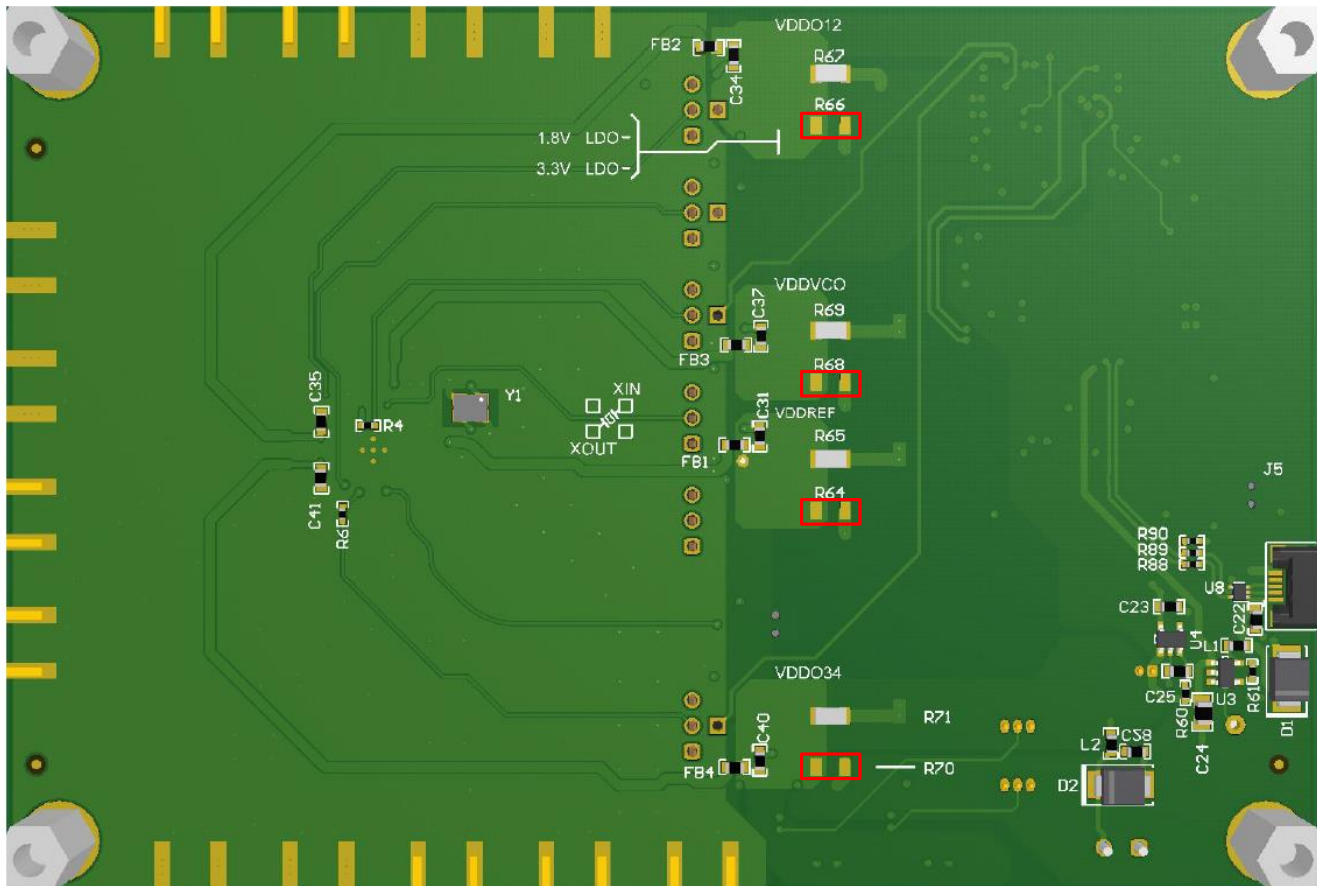 VDDO12
FB2
C34
R67
R66
1.8V LDO-
3.3V LDO-
VDDVCO
C37
R69
FB3
R68
C35
R4
Y1
XIN
XOUT
VDDREF
C31
R65
FB1
R64
J5
C41
R6
R90
R89
R88
U8
C23
C22
U4
L1
VDDO34
C25
R60
U3
R61
C24
D1
C40
R71
FB4
R70
L2
C28
D2